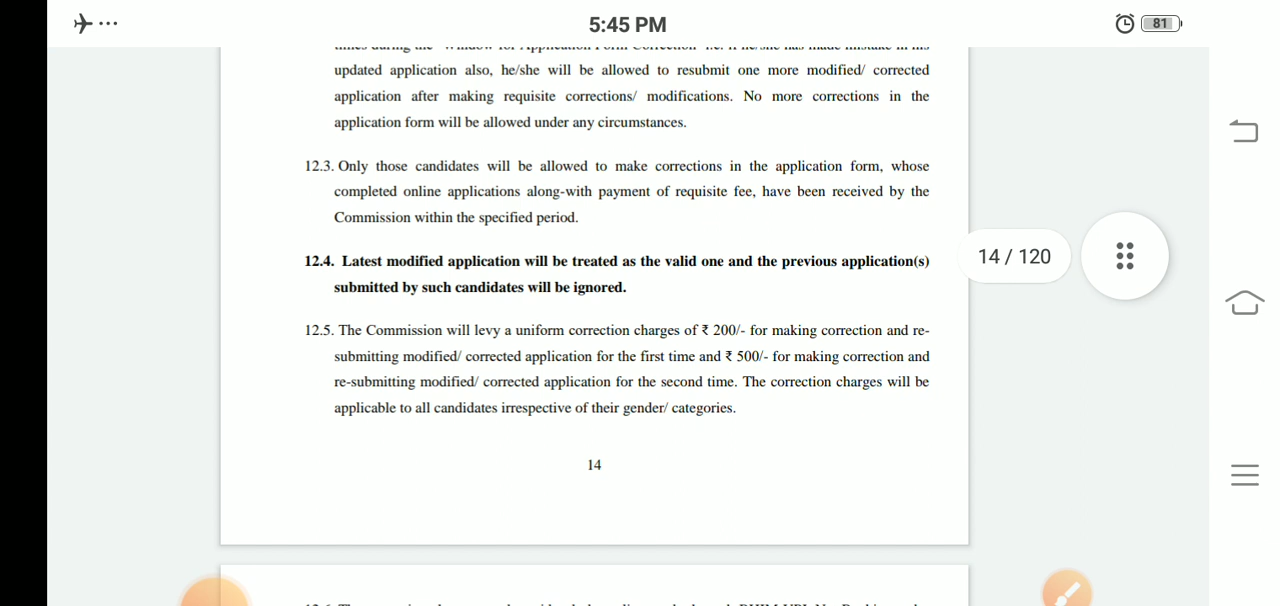 5:45 PM
81
updated application also, he/she will be allowed to resubmit one more modified/ corrected
application after making requisite corrections/ modifications. No more corrections in the
application form will be allowed under any circumstances.
12.3. Only those candidates will be allowed to make corrections in the application form, whose
completed online applications along-with payment of requisite fee, have been received by the
Commission within the specified period.
14 / 120
12.4. Latest modified application will be treated as the valid one and the previous application(s)
submitted by such candidates will be ignored.
12.5. The Commission will levy a uniform correction charges of ₹ 200/- for making correction and re-
submitting modified/ corrected application for the first time and ₹ 500/- for making correction and
re-submitting modified/ corrected application for the second time. The correction charges will be
applicable to all candidates irrespective of their gender/ categories.
14